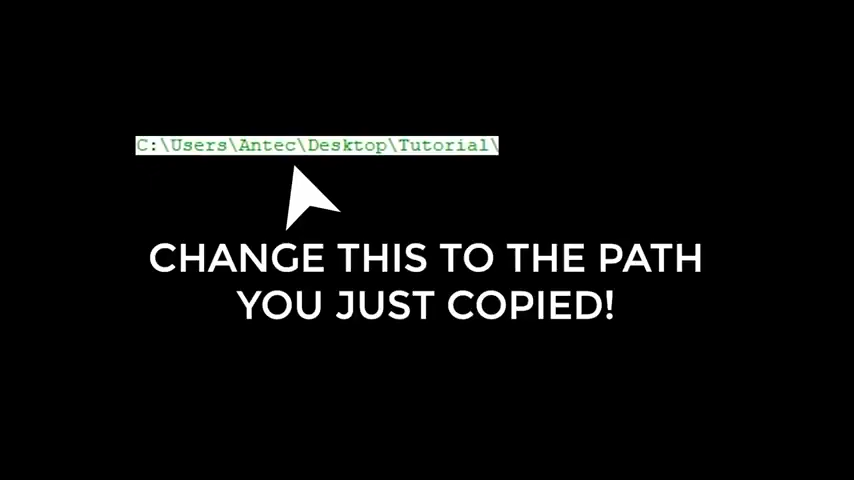 C:\Users\Antec\Desktop\Tutorial\
CHANGE THIS TO THE PATH
YOU JUST COPIED!